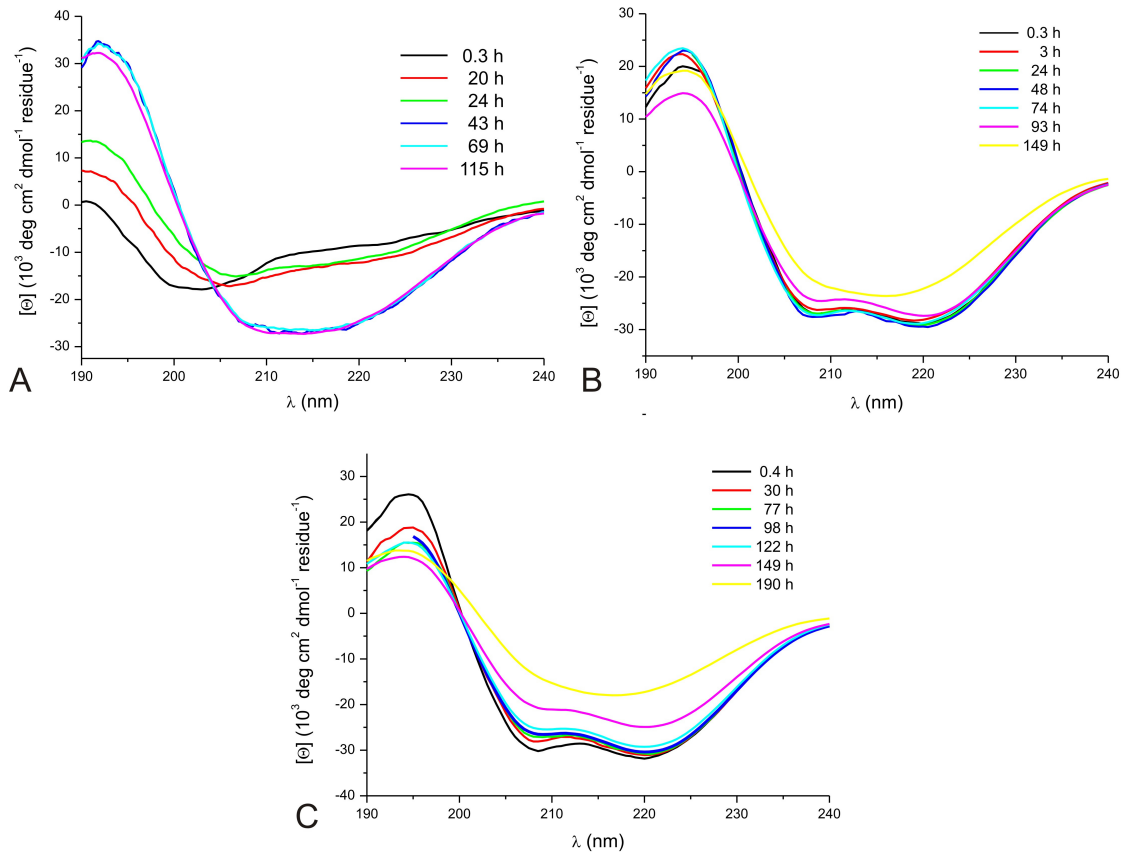 40
30
20
10
0
-10
-20
-30
190
200
210
220
230
240
[Θ] (10³ deg cm² dmol⁻¹ residue⁻¹)
λ (nm)
0.3 h
20 h
24 h
43 h
69 h
115 h
A
30
20
10
0
-10
-20
-30
190
200
210
220
230
240
[Θ] (10³ deg cm² dmol⁻¹ residue⁻¹)
λ (nm)
0.3 h
3 h
24 h
48 h
74 h
93 h
149 h
B
30
20
10
0
-10
-20
-30
-40
190
200
210
220
230
240
[Θ] (10³ deg cm² dmol⁻¹ residue⁻¹)
λ (nm)
0.4 h
30 h
77 h
98 h
122 h
149 h
190 h
C